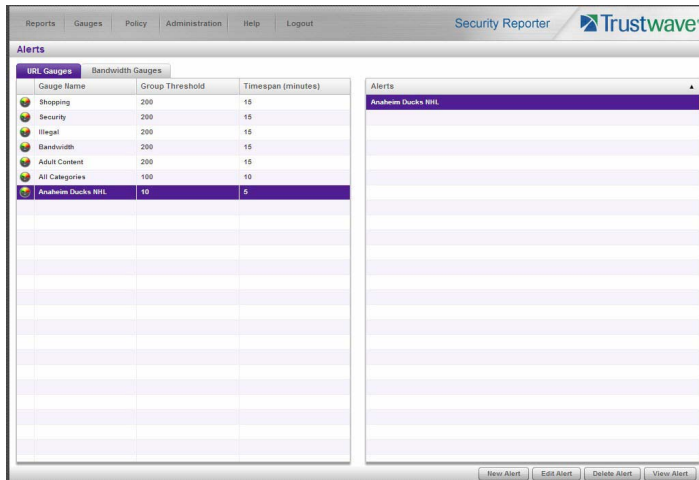 Reports Gauges Policy Administration Help Logout
Security Reporter Trustwave
Alerts
URL Gauges Bandwidth Gauges
Gauge Name Group Threshold Timespan (minutes)
Shopping 200 15
Security 200 15
Illegal 200 15
Bandwidth 200 15
Adult Content 200 15
All Categories 100 10
Anaheim Ducks NHL 10 5
Alerts
Anaheim Ducks NHL
New Alert Edit Alert Delete Alert View Alert